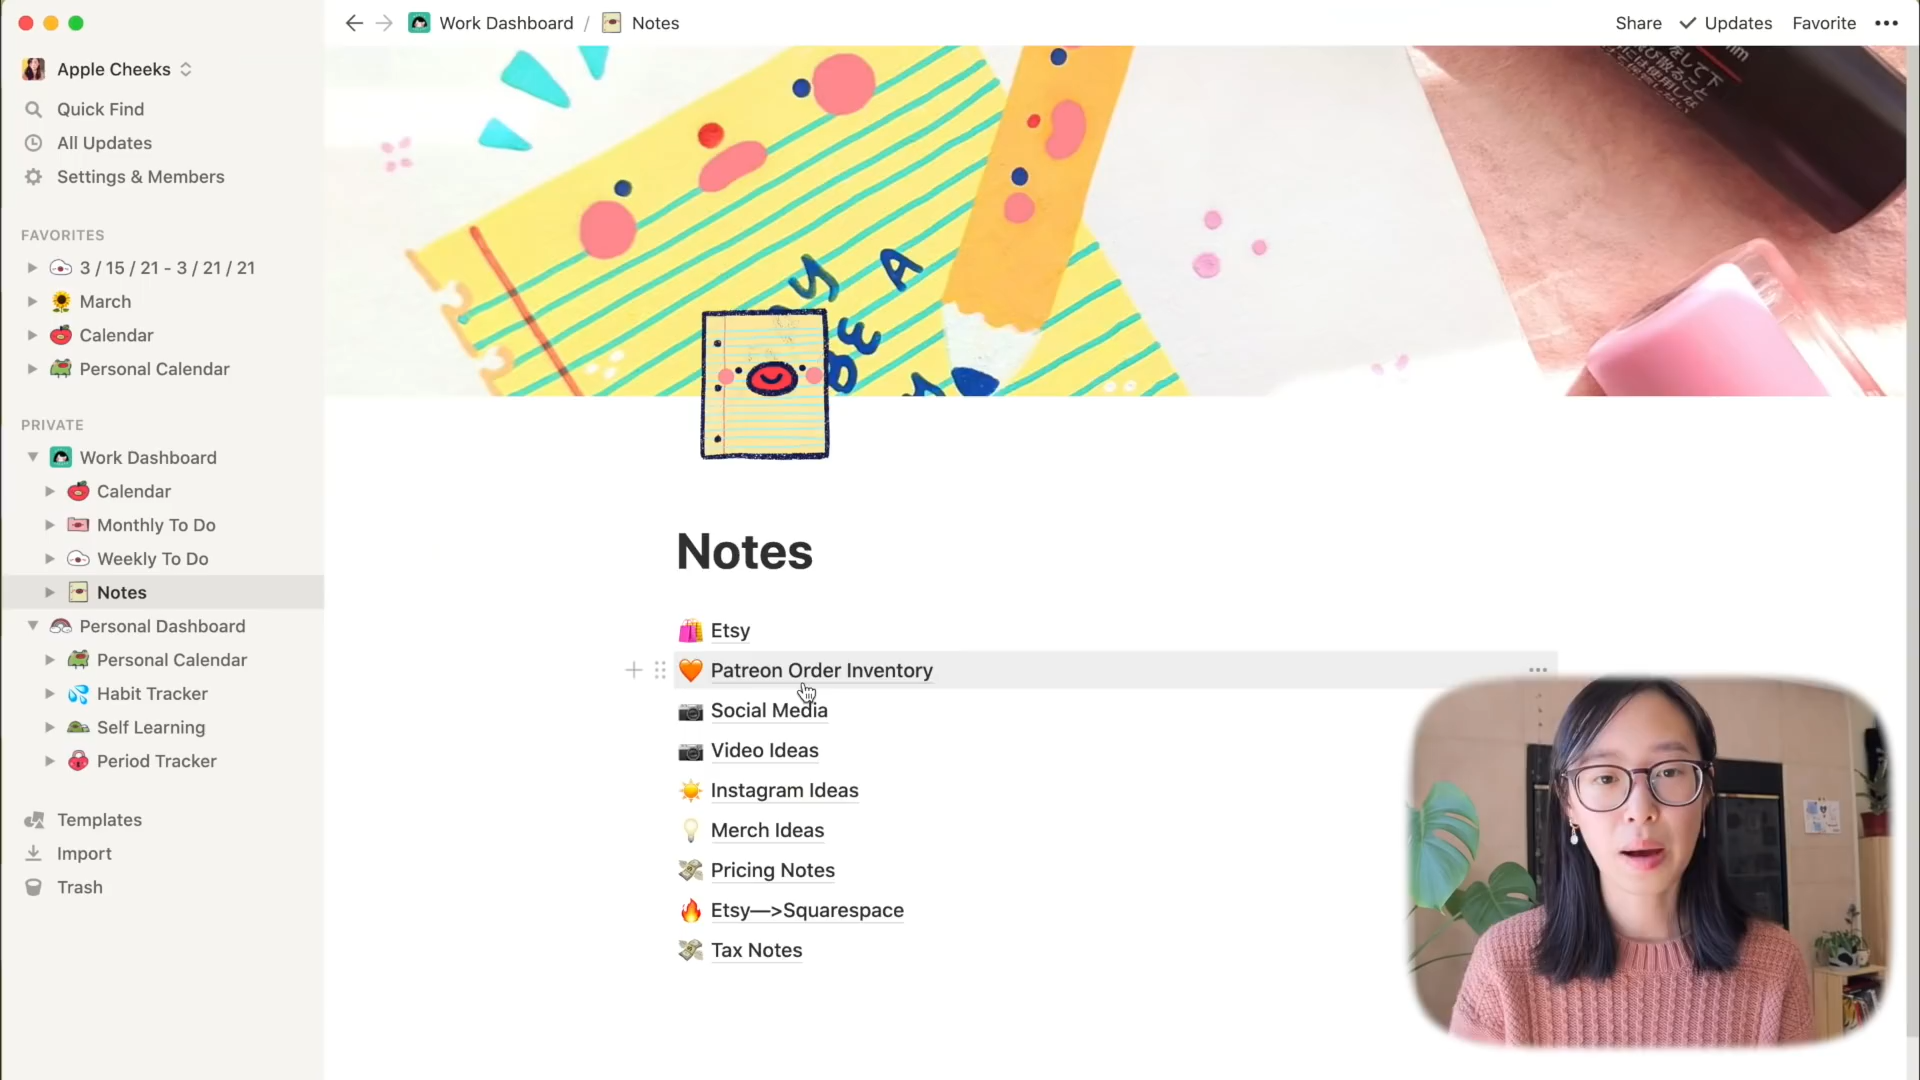 Work Dashboard / Notes
Share Updates Favorite
Apple Cheeks
Quick Find
All Updates
Settings & Members
FAVORITES
3 / 15 / 21 - 3 / 21 / 21
March
Calendar
Personal Calendar
PRIVATE
Work Dashboard
Calendar
Monthly To Do
Weekly To Do
Notes
Personal Dashboard
Personal Calendar
Habit Tracker
Self Learning
Period Tracker
Templates
Import
Trash
Y A
BE
Notes
Etsy
Patreon Order Inventory
Social Media
Video Ideas
Instagram Ideas
Merch Ideas
Pricing Notes
Etsy—>Squarespace
Tax Notes